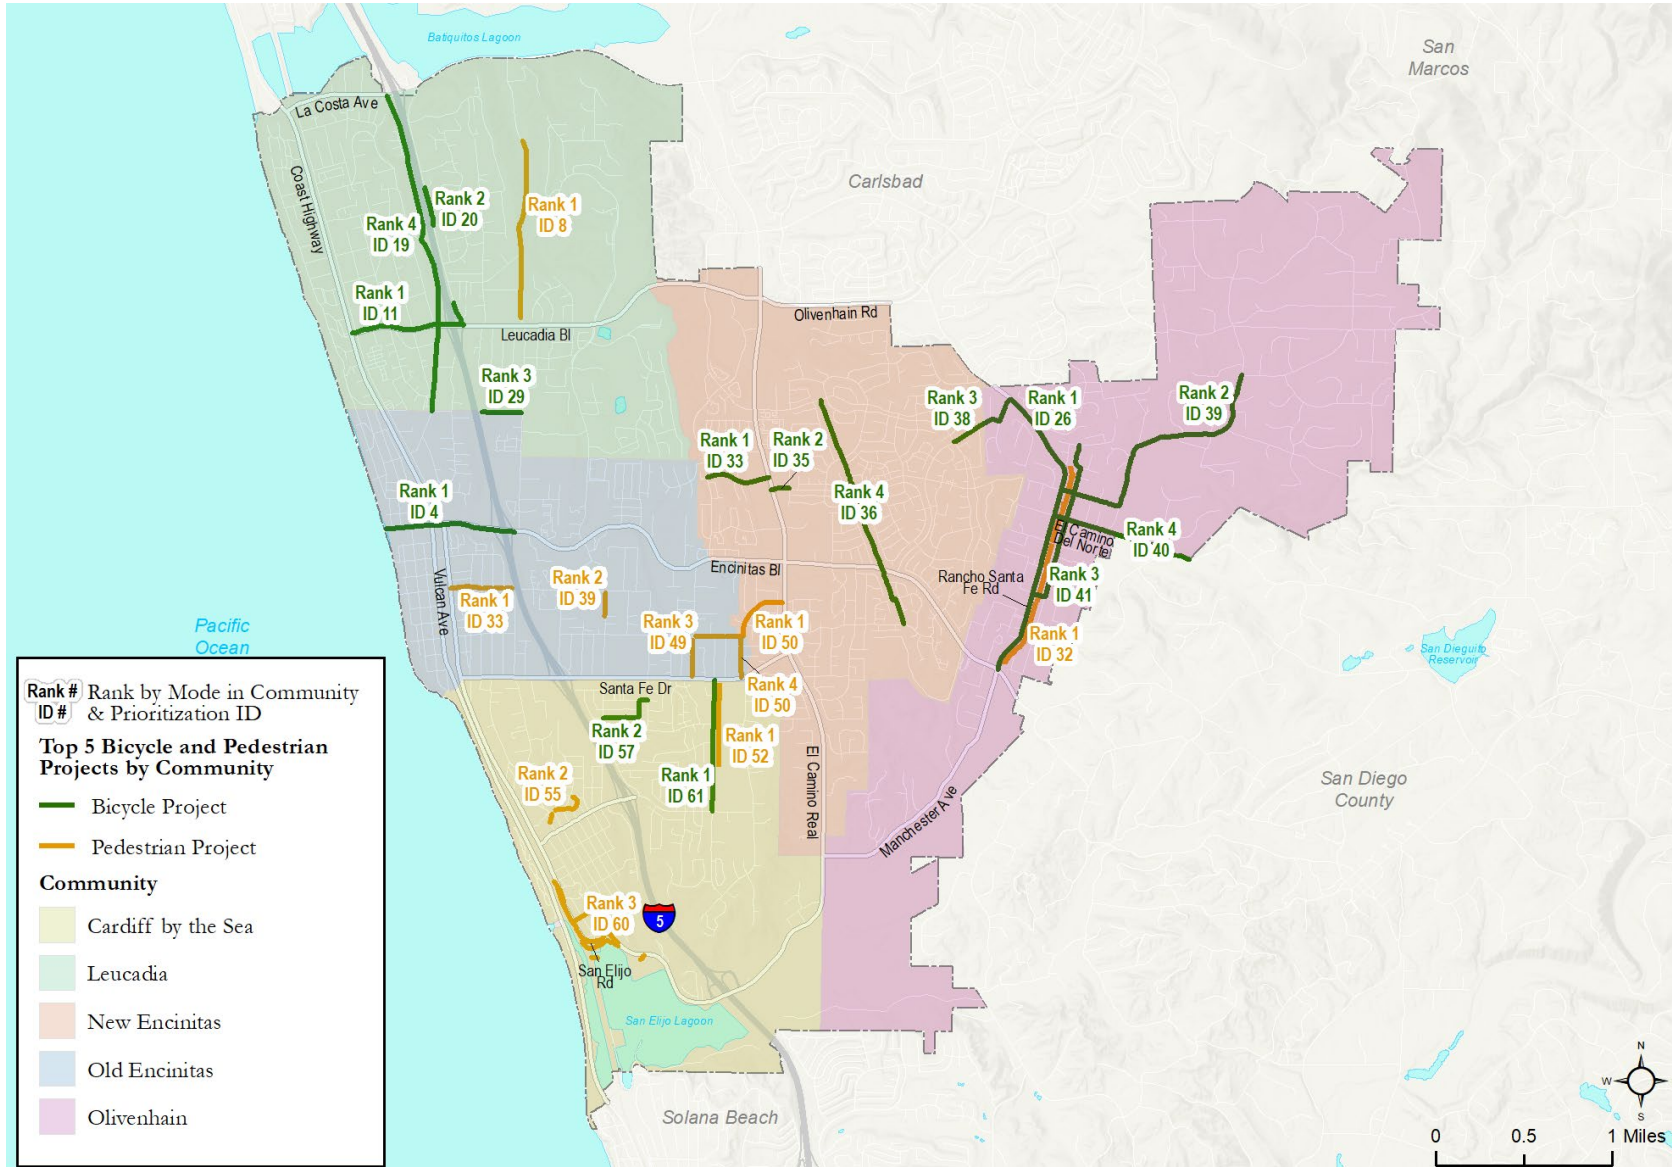 Batiquitos Lagoon
San
Marcos
La Costa Ave
Coast Highway
Carlsbad
Rank 2
ID 20
Rank 1
ID 8
Rank 4
ID 19
Rank 1
ID 11
Leucadia Bl
Olivenhain Rd
Rank 3
ID 29
Rank 3
ID 38
Rank 1
ID 26
Rank 2
ID 39
Rank 1
ID 33
Rank 2
ID 35
Rank 4
ID 36
Rank 1
ID 4
El Camino
Del Norte
Rank 4
ID 40
Encinitas Bl
Rancho Santa
Fe Rd
Rank 3
ID 41
Vulcan Ave
Rank 1
ID 33
Rank 2
ID 39
Rank 3
ID 49
Rank 1
ID 50
Rank 1
ID 32
Pacific
Ocean
San Dieguito
Reservoir
Rank 4
ID 50
Santa Fe Dr
Rank 2
ID 57
Rank 1
ID 52
Rank 1
ID 61
El Camino Real
Rank 2
ID 55
Manchester Ave
San Diego
County
Rank 3
ID 60
5
San Elijo
Rd
San Elijo Lagoon
Solana Beach
Rank #
ID #
Rank by Mode in Community
& Prioritization ID
Top 5 Bicycle and Pedestrian
Projects by Community
Bicycle Project
Pedestrian Project
Community
Cardiff by the Sea
Leucadia
New Encinitas
Old Encinitas
Olivenhain
N
W
S
0 0.5 1 Miles